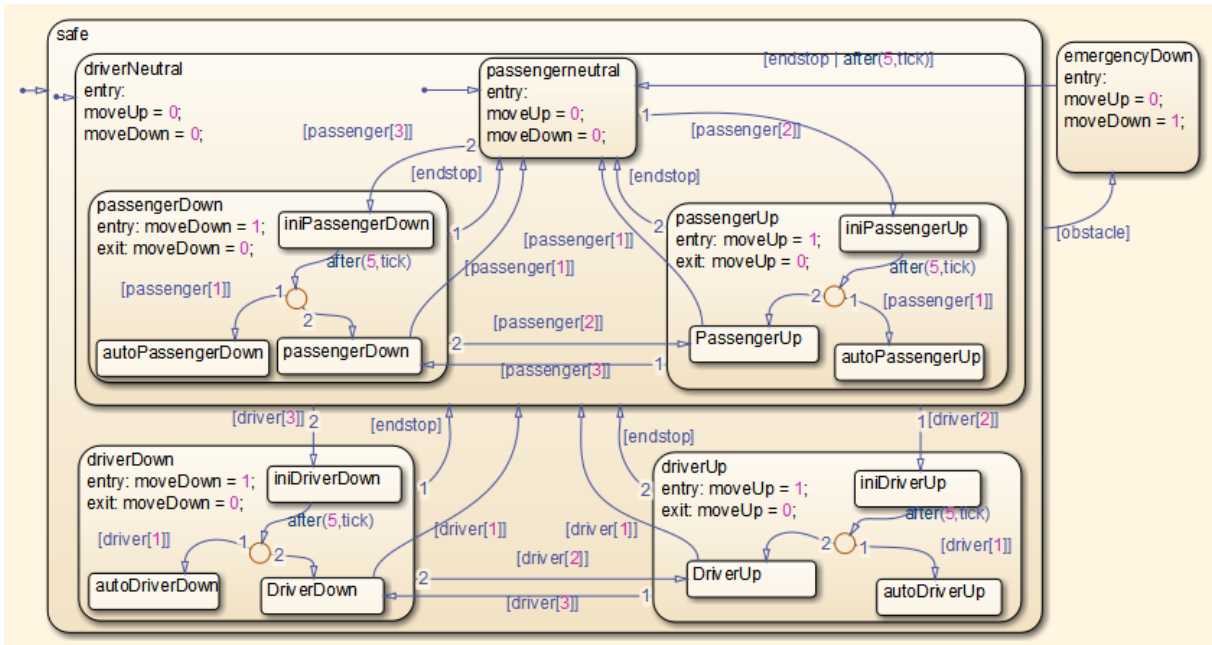 safe
driverNeutral
entry:
moveUp = 0;
moveDown = 0;
passengerneutral
entry:
moveUp = 0;
moveDown = 0;
[endstop | after(5,tick)]
emergencyDown
entry:
moveUp = 0;
moveDown = 1;
[passenger[3]]
2
1
[passenger[2]]
[endstop]
[endstop]
passengerDown
entry: moveDown = 1;
exit: moveDown = 0;
iniPassengerDown
after(5,tick)
[passenger[1]]
1
2
autoPassengerDown
passengerDown
1
[passenger[1]]
[passenger[1]]
2
passengerUp
entry: moveUp = 1;
exit: moveUp = 0;
iniPassengerUp
after(5,tick)
2
1
[passenger[1]]
PassengerUp
autoPassengerUp
[obstacle]
2
[passenger[2]]
[passenger[3]]
1
[driver[3]]
2
[endstop]
[endstop]
1
[driver[2]]
driverDown
entry: moveDown = 1;
exit: moveDown = 0;
iniDriverDown
after(5,tick)
[driver[1]]
1
2
autoDriverDown
DriverDown
1
[driver[1]]
[driver[1]]
2
driverUp
entry: moveUp = 1;
exit: moveUp = 0;
iniDriverUp
after(5,tick)
2
1
[driver[1]]
DriverUp
autoDriverUp
2
[driver[2]]
[driver[3]]
1